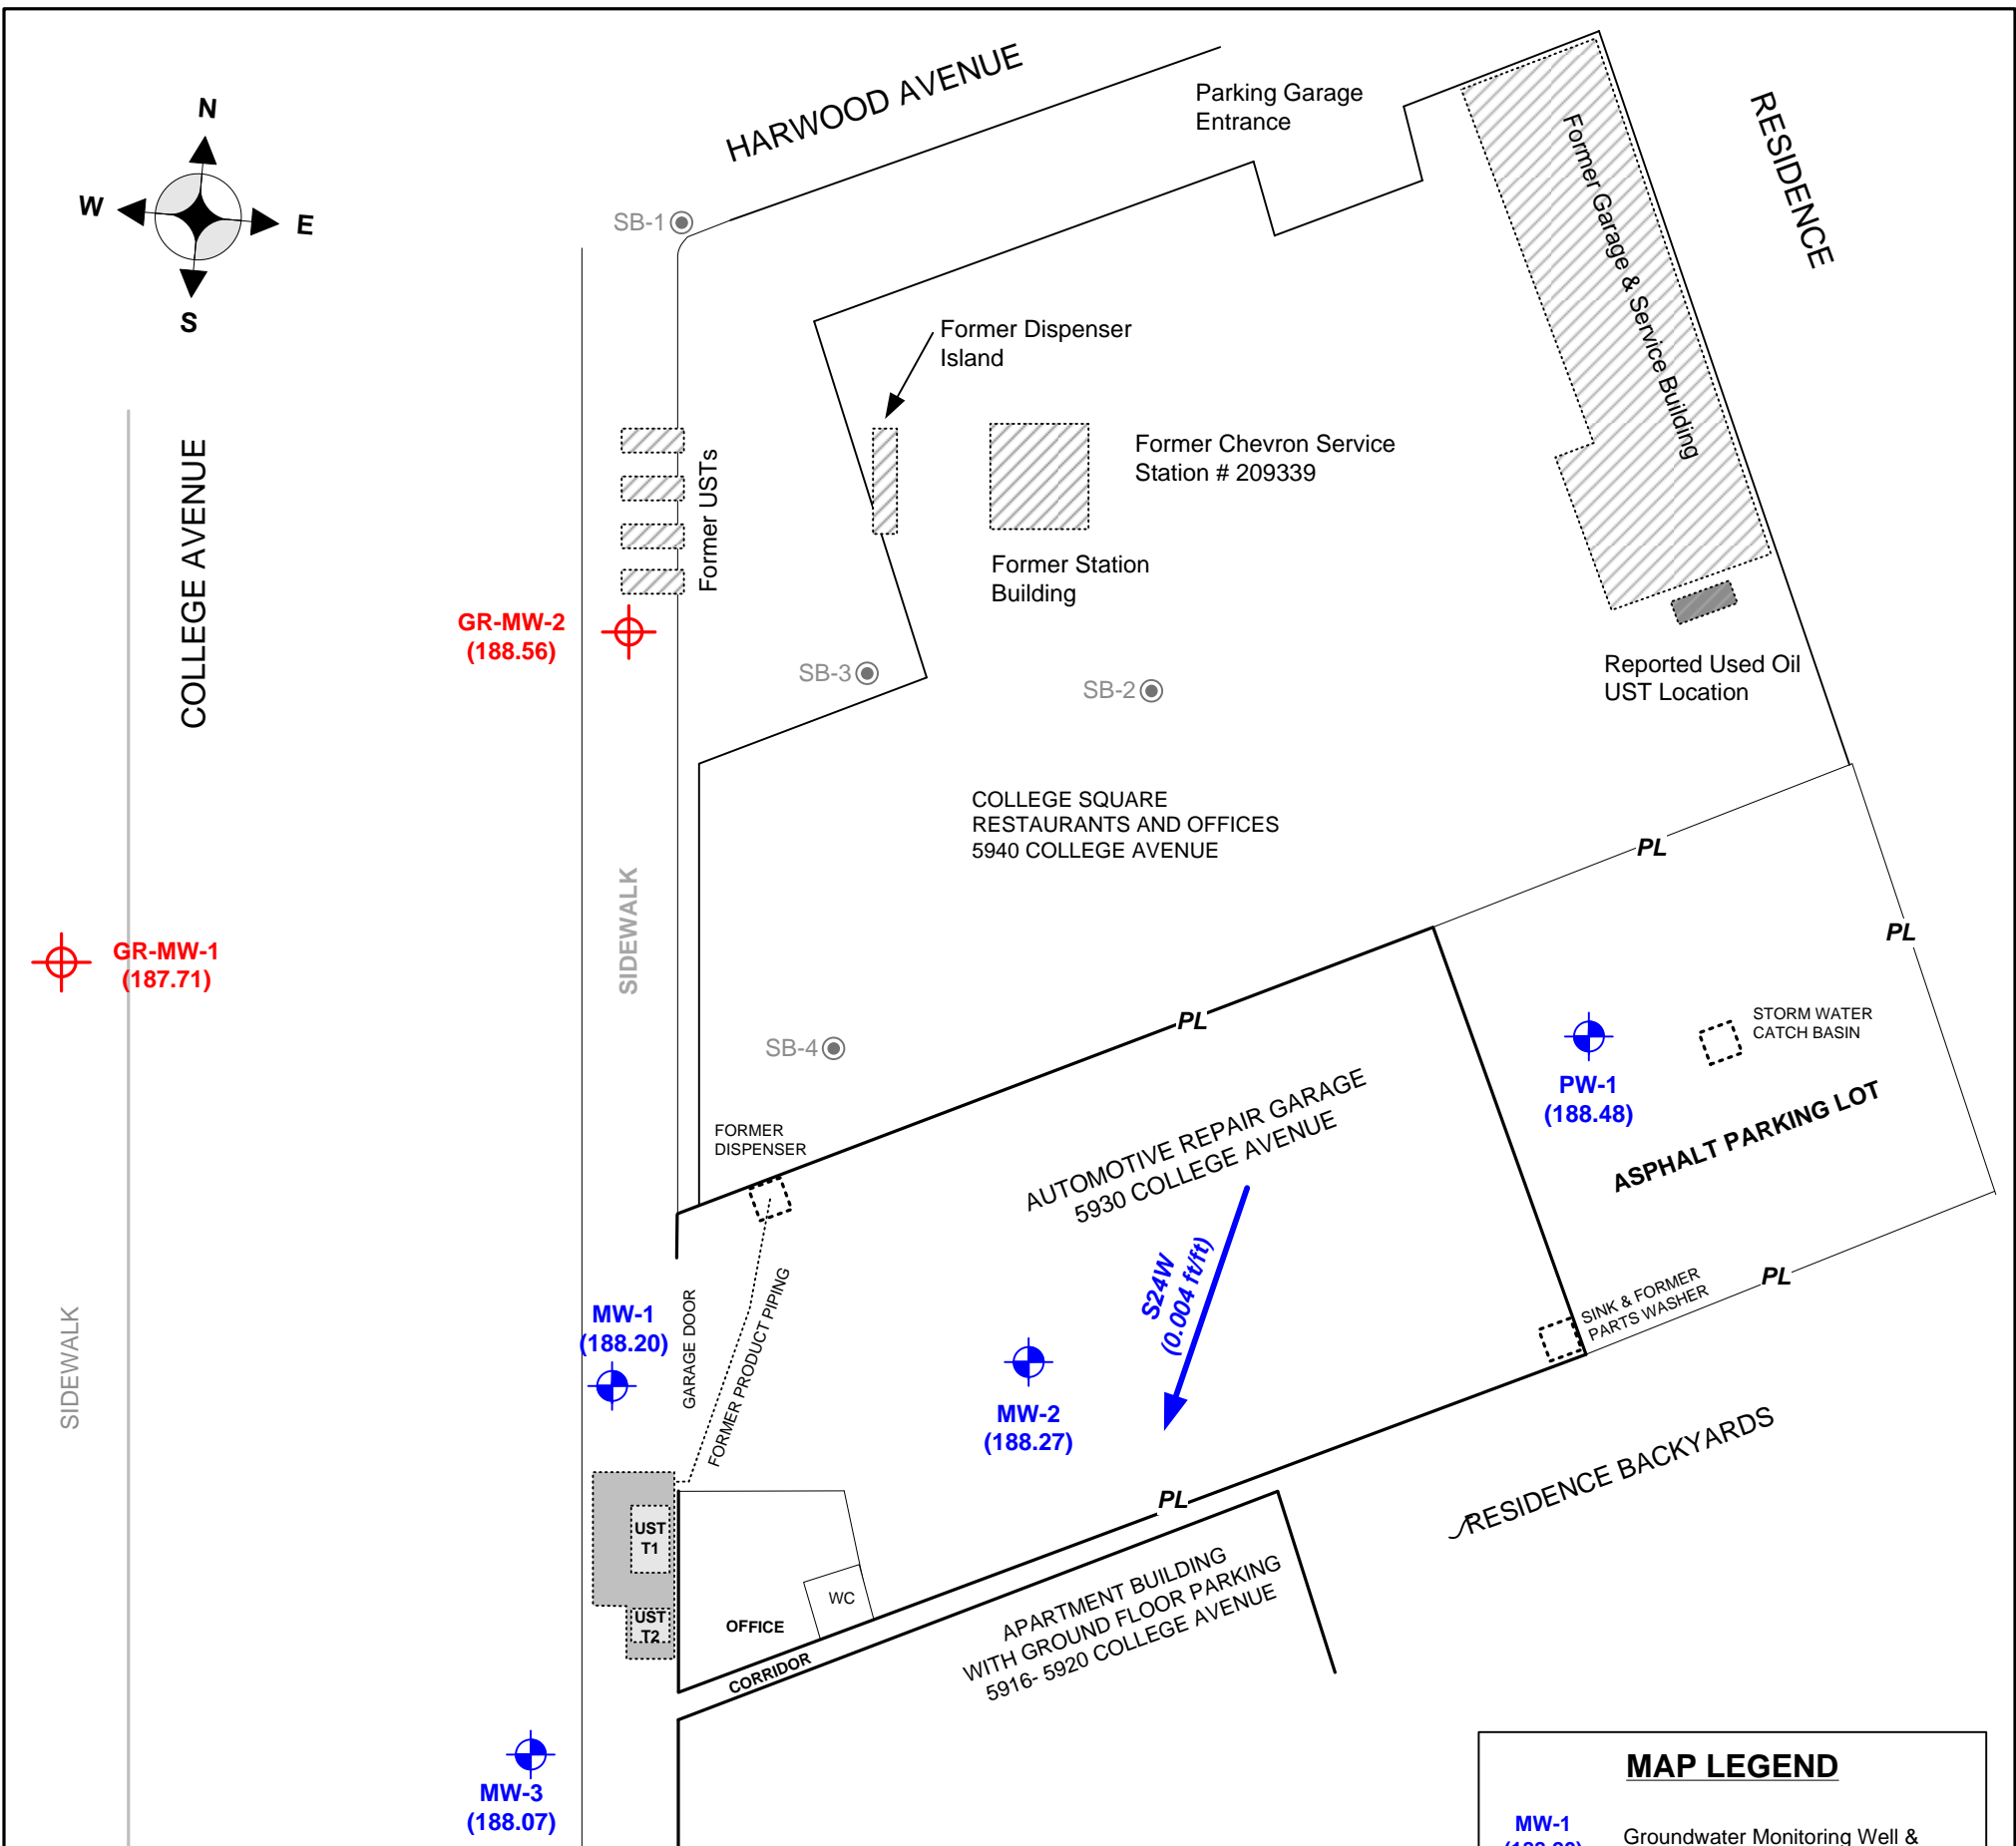 HARWOOD AVENUE
Parking Garage
Entrance
RESIDENCE
N
W
E
S
SB-1
Former Garage & Service Building
Former Dispenser
Island
COLLEGE AVENUE
Former USTs
Former Chevron Service
Station # 209339
Former Station
Building
GR-MW-2
(188.56)
SB-3
SB-2
Reported Used Oil
UST Location
COLLEGE SQUARE
RESTAURANTS AND OFFICES
5940 COLLEGE AVENUE
PL
PL
SIDEWALK
GR-MW-1
(187.71)
PL
SB-4
STORM WATER
CATCH BASIN
PW-1
(188.48)
ASPHALT PARKING LOT
FORMER
DISPENSER
AUTOMOTIVE REPAIR GARAGE
5930 COLLEGE AVENUE
S24W
(0.004 ft/ft)
PL
SINK & FORMER
PARTS WASHER
MW-1
(188.20)
GARAGE DOOR
FORMER PRODUCT PIPING
SIDEWALK
MW-2
(188.27)
RESIDENCE BACKYARDS
PL
UST
T1
UST
T2
WC
OFFICE
CORRIDOR
APARTMENT BUILDING
WITH GROUND FLOOR PARKING
5916- 5920 COLLEGE AVENUE
MW-3
(188.07)
MAP LEGEND
MW-1
(188.20)
Groundwater Monitoring Well &